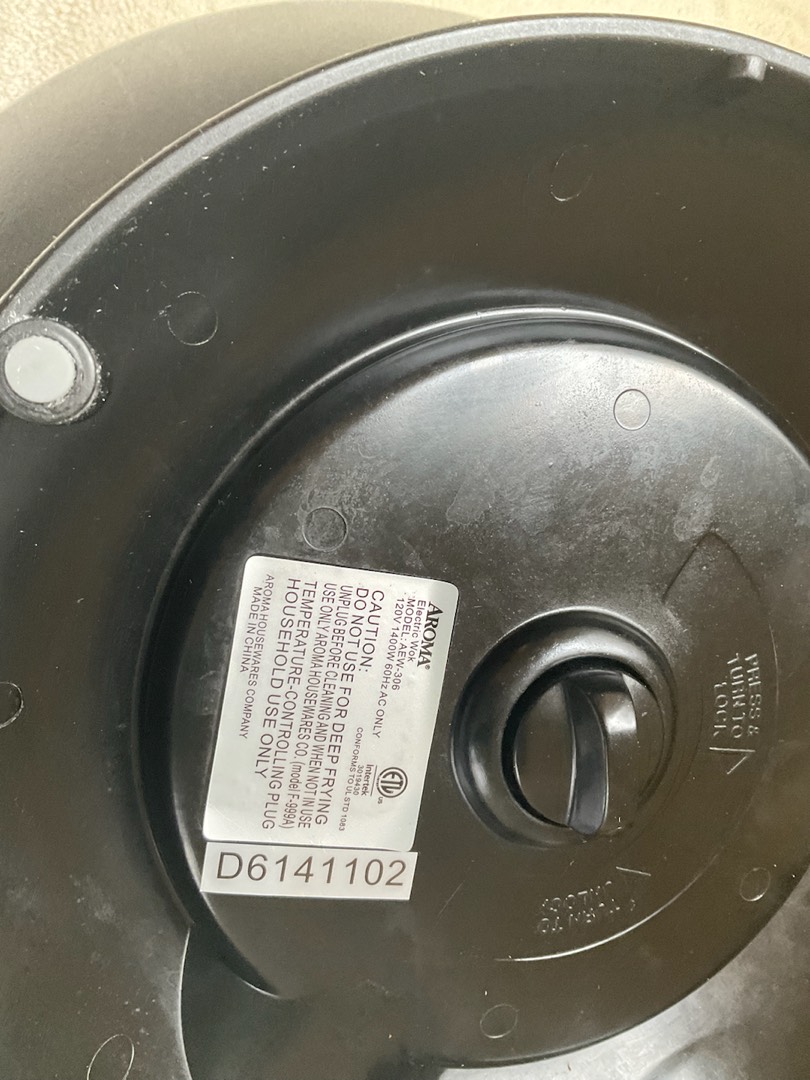 AROMA®
Electric Wok
MODEL: AEW-306
120V 1400W 60Hz AC ONLY
ETL US
Intertek
3019430
CONFORMS TO UL STD 1083
CAUTION:
DO NOT USE FOR DEEP FRYING
UNPLUG BEFORE CLEANING AND WHEN NOT IN USE
USE ONLY AROMA HOUSEWARES CO. (model F-999A)
TEMPERATURE-CONTROLLING PLUG
HOUSEHOLD USE ONLY
AROMA HOUSEWARES COMPANY
MADE IN CHINA
D6141102
PRESS &
TURN TO
LOCK
TURN TO
UNLOCK